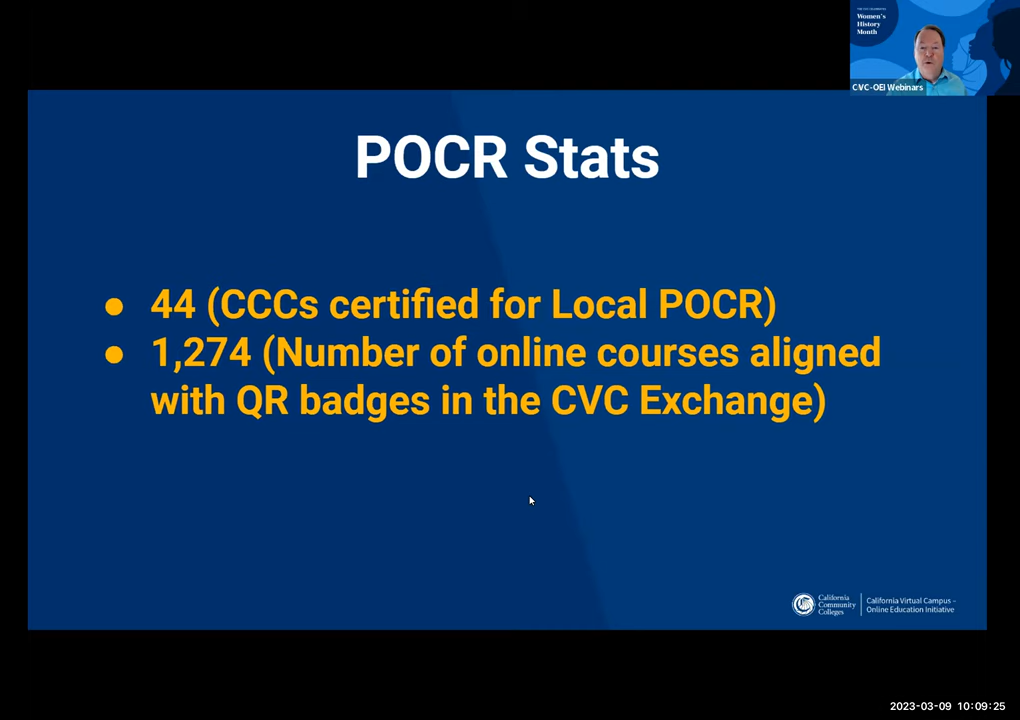 THE CVC CELEBRATES
Women's
History
Month
CVC-OEI Webinars
POCR Stats
● 44 (CCCs certified for Local POCR)
● 1,274 (Number of online courses aligned
with QR badges in the CVC Exchange)
California
Community
Colleges
California Virtual Campus –
Online Education Initiative
2023-03-09 10:09:25